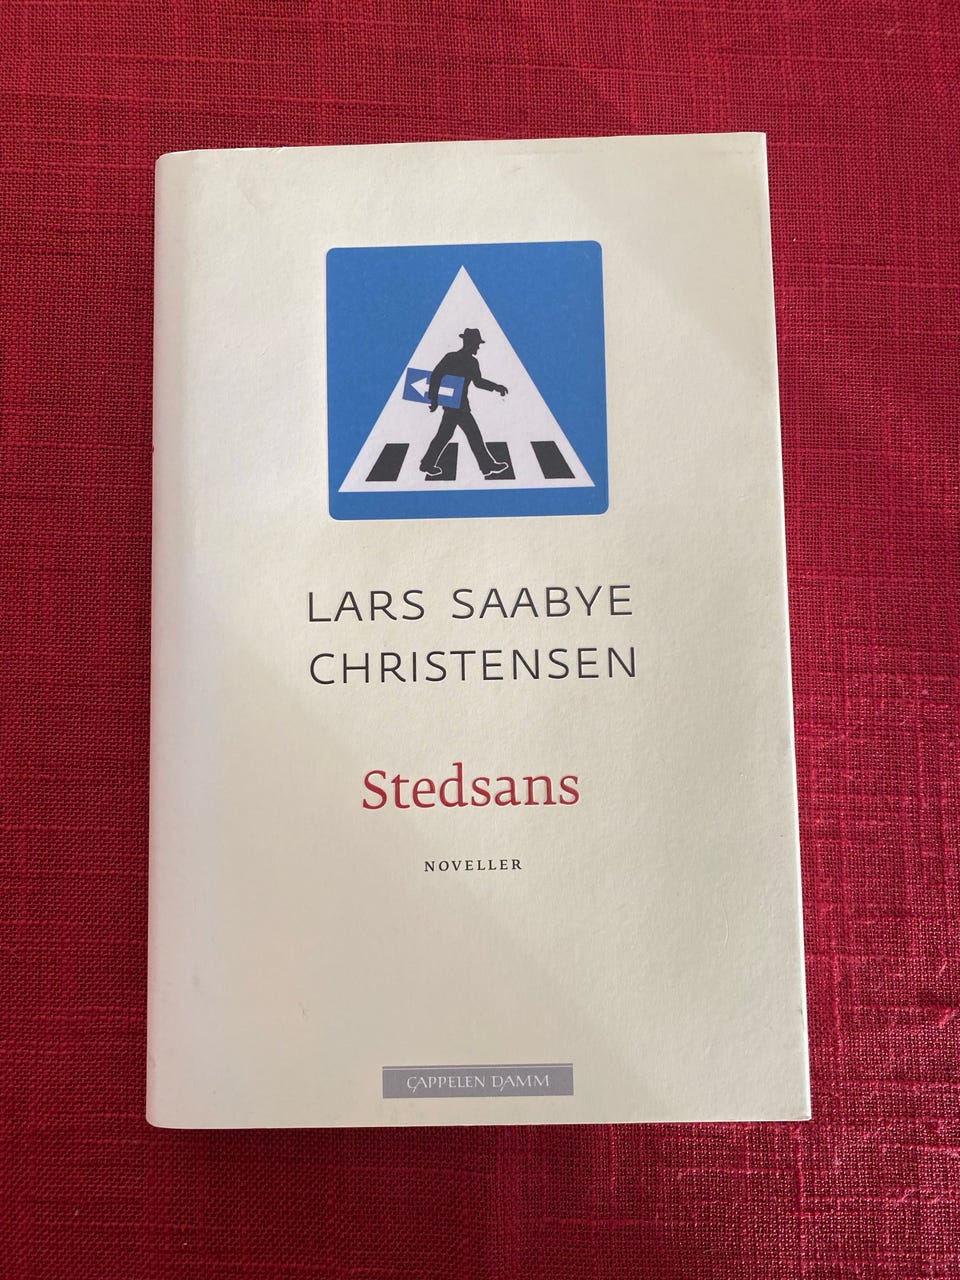 LARS SAABYE
CHRISTENSEN
Stedsans
NOVELLER
CAPPELEN DAMM